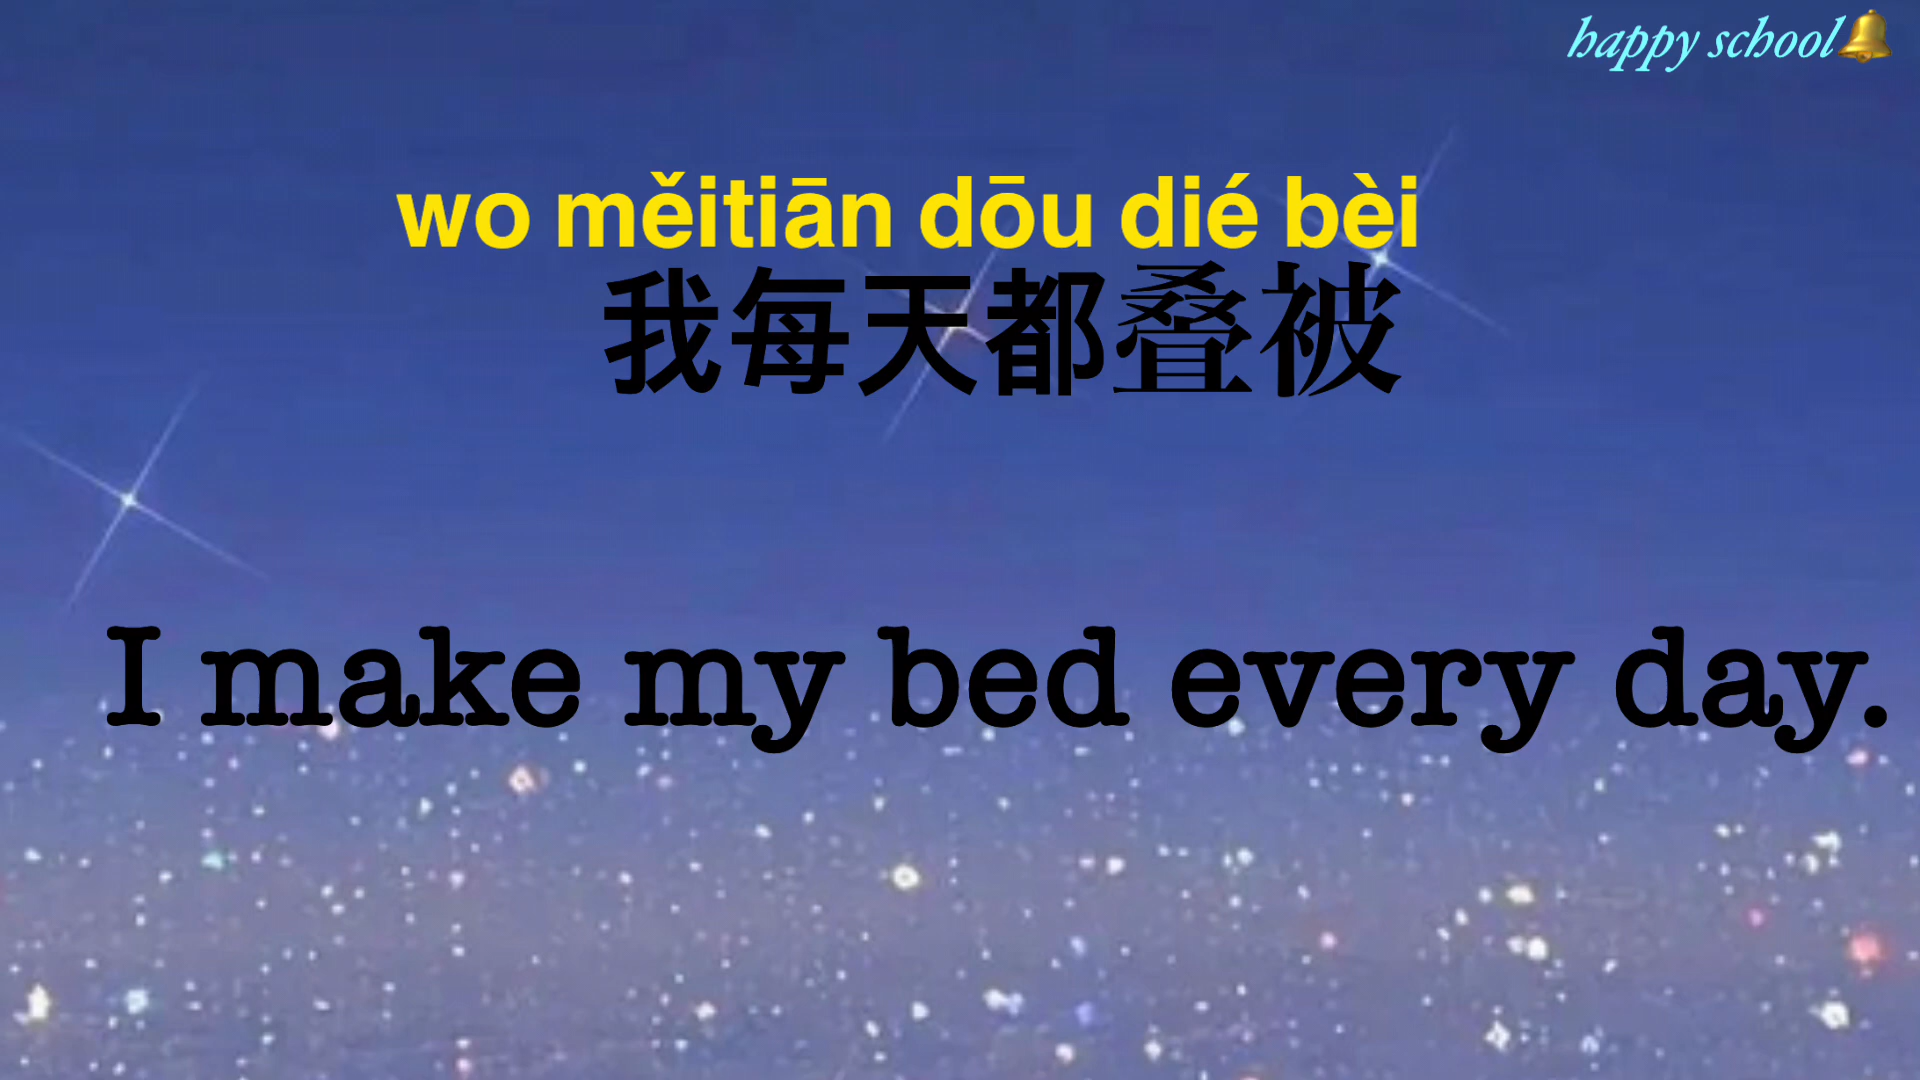 happy school🔔
wo měitiān dōu dié bèi
我每天都叠被
I make my bed every day.